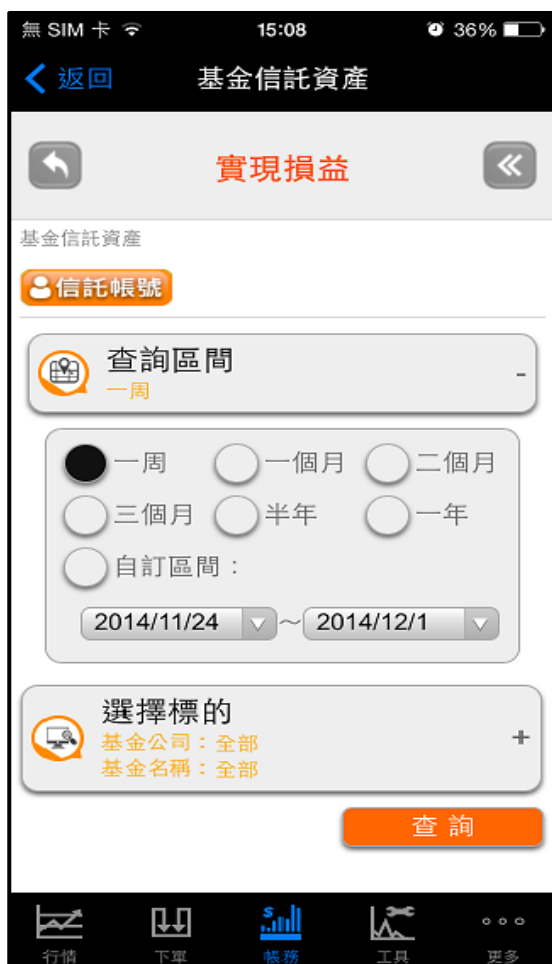 無 SIM 卡 15:08 36%
返回 基金信託資產
實現損益
基金信託資產
信託帳號
查詢區間 -
一周
一周 一個月 二個月
三個月 半年 一年
自訂區間：
2014/11/24 ～ 2014/12/1
選擇標的
基金公司：全部 +
基金名稱：全部
查詢
行情 下單 帳務 工具 更多